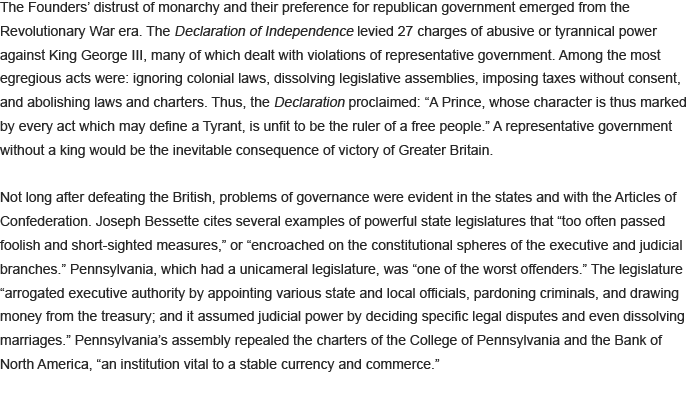 The Founders’ distrust of monarchy and their preference for republican government emerged from the
Revolutionary War era. The Declaration of Independence levied 27 charges of abusive or tyrannical power
against King George III, many of which dealt with violations of representative government. Among the most
egregious acts were: ignoring colonial laws, dissolving legislative assemblies, imposing taxes without consent,
and abolishing laws and charters. Thus, the Declaration proclaimed: “A Prince, whose character is thus marked
by every act which may define a Tyrant, is unfit to be the ruler of a free people.” A representative government
without a king would be the inevitable consequence of victory of Greater Britain.

Not long after defeating the British, problems of governance were evident in the states and with the Articles of
Confederation. Joseph Bessette cites several examples of powerful state legislatures that “too often passed
foolish and short-sighted measures,” or “encroached on the constitutional spheres of the executive and judicial
branches.” Pennsylvania, which had a unicameral legislature, was “one of the worst offenders.” The legislature
“arrogated executive authority by appointing various state and local officials, pardoning criminals, and drawing
money from the treasury; and it assumed judicial power by deciding specific legal disputes and even dissolving
marriages.” Pennsylvania’s assembly repealed the charters of the College of Pennsylvania and the Bank of
North America, “an institution vital to a stable currency and commerce.”